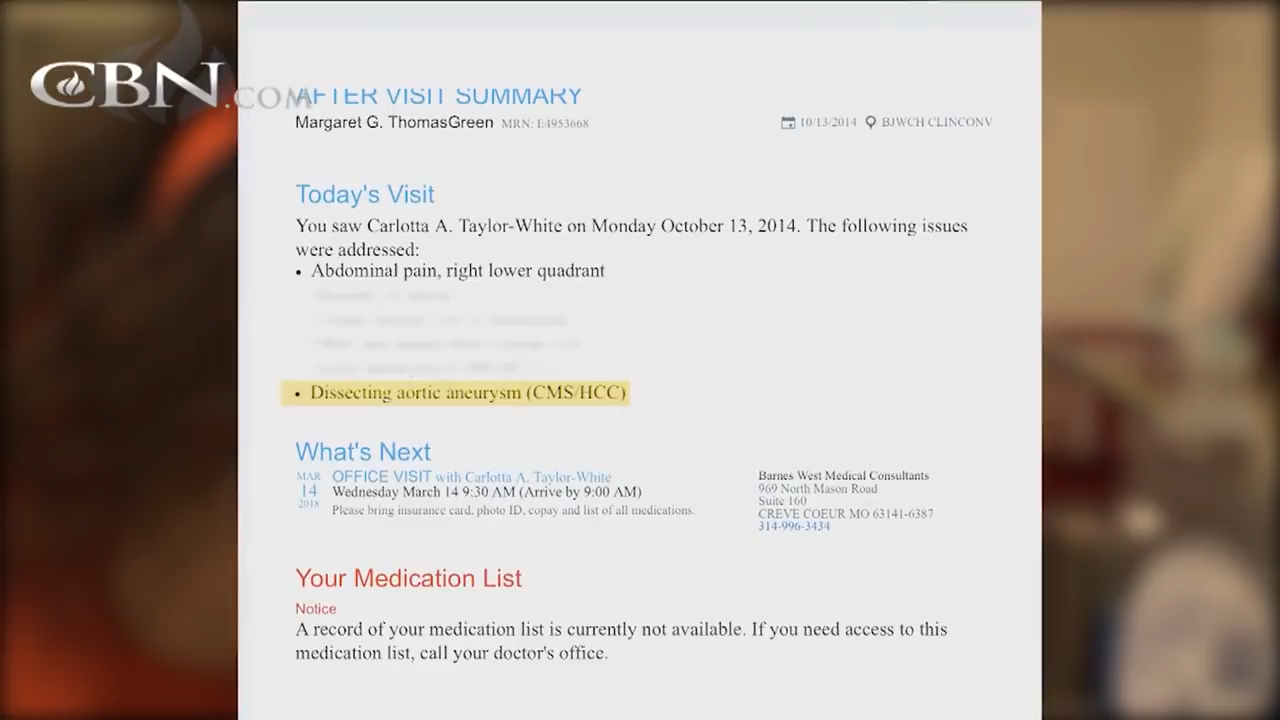 CBN.COM
AFTER VISIT SUMMARY
Margaret G. ThomasGreen MRN: E4953668
10/13/2014 BJWCH CLINCONV
Today's Visit
You saw Carlotta A. Taylor-White on Monday October 13, 2014. The following issues
were addressed:
• Abdominal pain, right lower quadrant
• Dissecting aortic aneurysm (CMS/HCC)
What's Next
MAR
14
2018
OFFICE VISIT with Carlotta A. Taylor-White
Wednesday March 14 9:30 AM (Arrive by 9:00 AM)
Please bring insurance card, photo ID, copay and list of all medications.
Barnes West Medical Consultants
969 North Mason Road
Suite 160
CREVE COEUR MO 63141-6387
314-996-3434
Your Medication List
Notice
A record of your medication list is currently not available. If you need access to this
medication list, call your doctor's office.